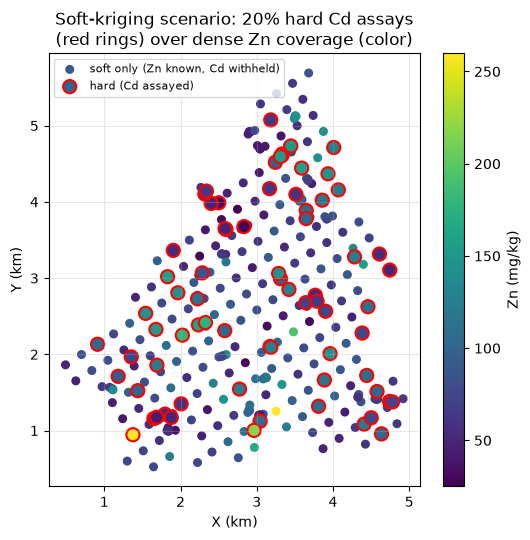 Soft-kriging scenario: 20% hard Cd assays
(red rings) over dense Zn coverage (color)
soft only (Zn known, Cd withheld)
hard (Cd assayed)
5
4
3
2
1
Y (km)
1 2 3 4 5
X (km)
250
200
150
100
50
Zn (mg/kg)